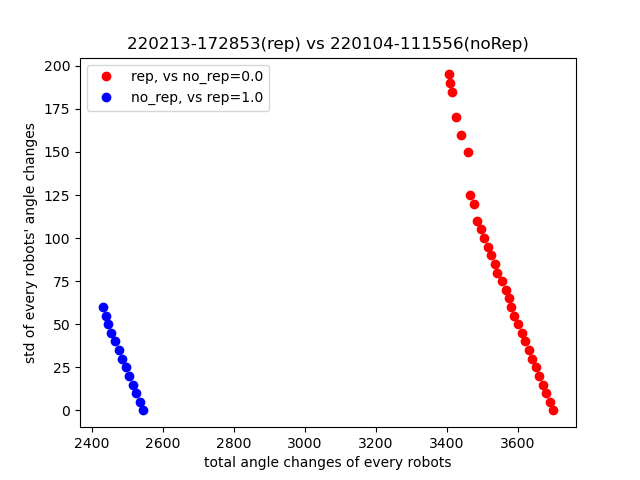 220213-172853(rep) vs 220104-111556(noRep)
rep, vs no_rep=0.0
no_rep, vs rep=1.0
std of every robots' angle changes
200
175
150
125
100
75
50
25
0
2400 2600 2800 3000 3200 3400 3600
total angle changes of every robots